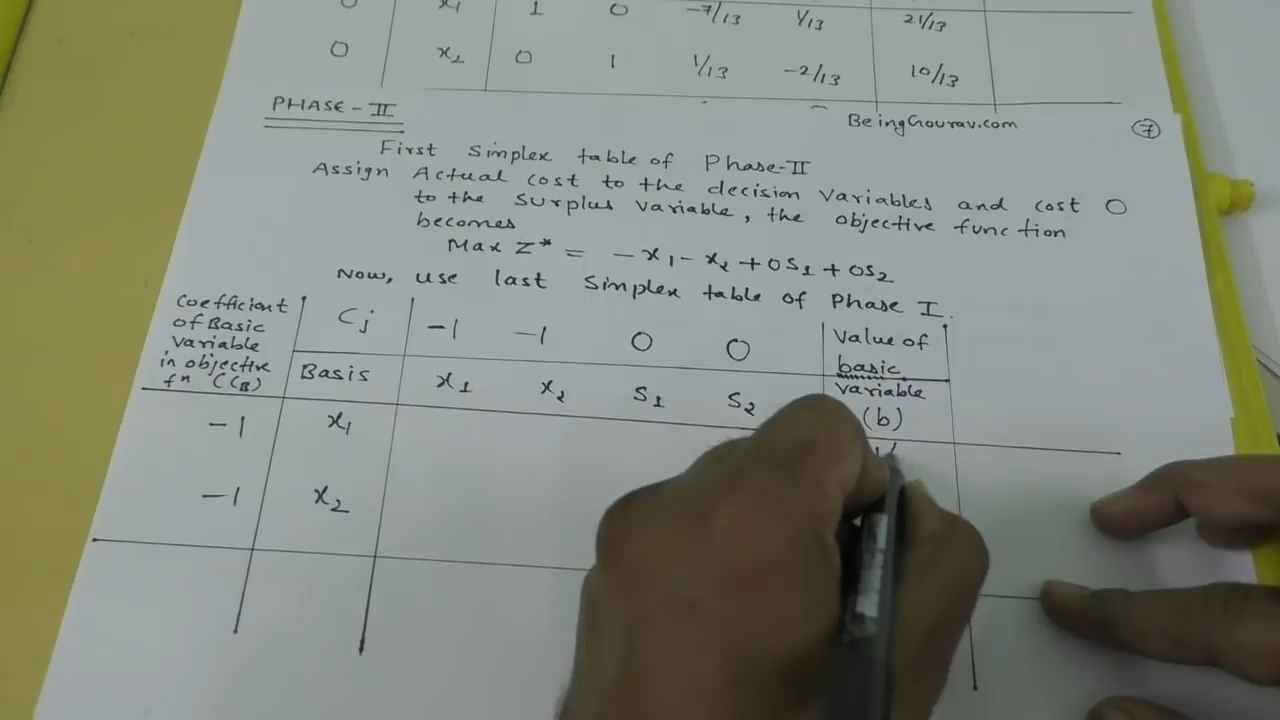 0 x1 1 0 -7/13 1/13 21/13
0 x2 0 1 1/13 -2/13 10/13
PHASE-II
BeingGourav.com
7
First Simplex table of Phase-II
Assign Actual cost to the decision variables and cost 0
to the surplus variable, the objective function
becomes
Max Z* = -x1 - x2 + 0S1 + 0S2
Now, use last Simplex table of Phase I.
Coefficient
of Basic
Variable
in objective
fn (CB)
Cj -1 -1 0 0
Value of
basic
variable
(b)
Basis x1 x2 S1 S2
-1 x1
-1 x2